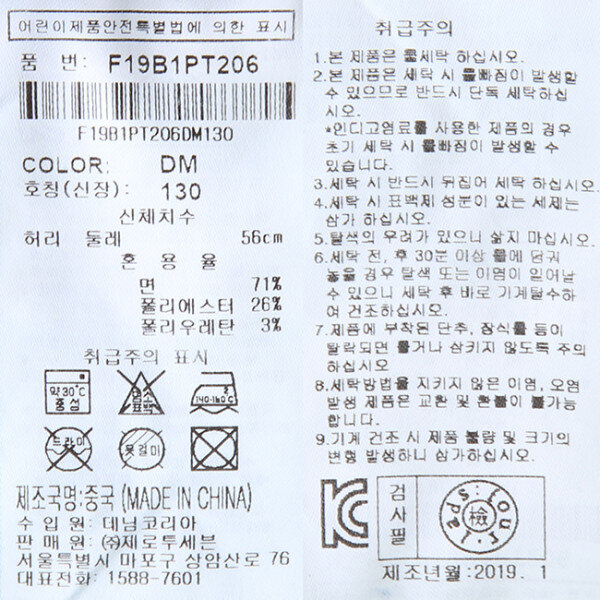 어린이제품안전특별법에 의한 표시
품 번: F19B1PT206
F19B1PT206DM130
COLOR: DM
호칭(신장): 130
신체치수
허리 둘레 56cm
혼 용 율
면 71%
폴리에스터 26%
폴리우레탄 3%
취급주의 표시
약30℃
중성
염소
표백
140-160℃
드라이
물걸이
제조국명:중국 (MADE IN CHINA)
수 입 원: 데님코리아
판 매 원: ㈜제로투세븐
서울특별시 마포구 상암산로 76
대표전화: 1588-7601
취급주의
1.본 제품은 물세탁 하십시오.
2.본 제품은 세탁 시 물빠짐이 발생할
수 있으므로 반드시 단독 세탁하십
시오.
*인디고염료를 사용한 제품의 경우
초기 세탁 시 물빠짐이 발생할 수
있습니다.
3.세탁 시 반드시 뒤집어 세탁 하십시오.
4.세탁 시 표백제 성분이 있는 세제는
삼가 하십시오.
5.탈색의 우려가 있으니 삶지 마십시오.
6.세탁 전, 후 30분 이상 물에 담궈
놓을 경우 탈색 또는 이염이 일어날
수 있으니 세탁 후 바로 기계탈수하
여 건조하십시오.
7.제품에 부착된 단추, 장식물 등이
탈락되면 물거나 삼키지 않도록 주의
하십시오
8.세탁방법을 지키지 않은 이염, 오염
발생 제품은 교환 및 환불이 불가능
합니다.
9.기계 건조 시 제품 불량 및 크기의
변형 발생하니 삼가하십시오.
KC
검사필
檢
제조년월:2019. 1